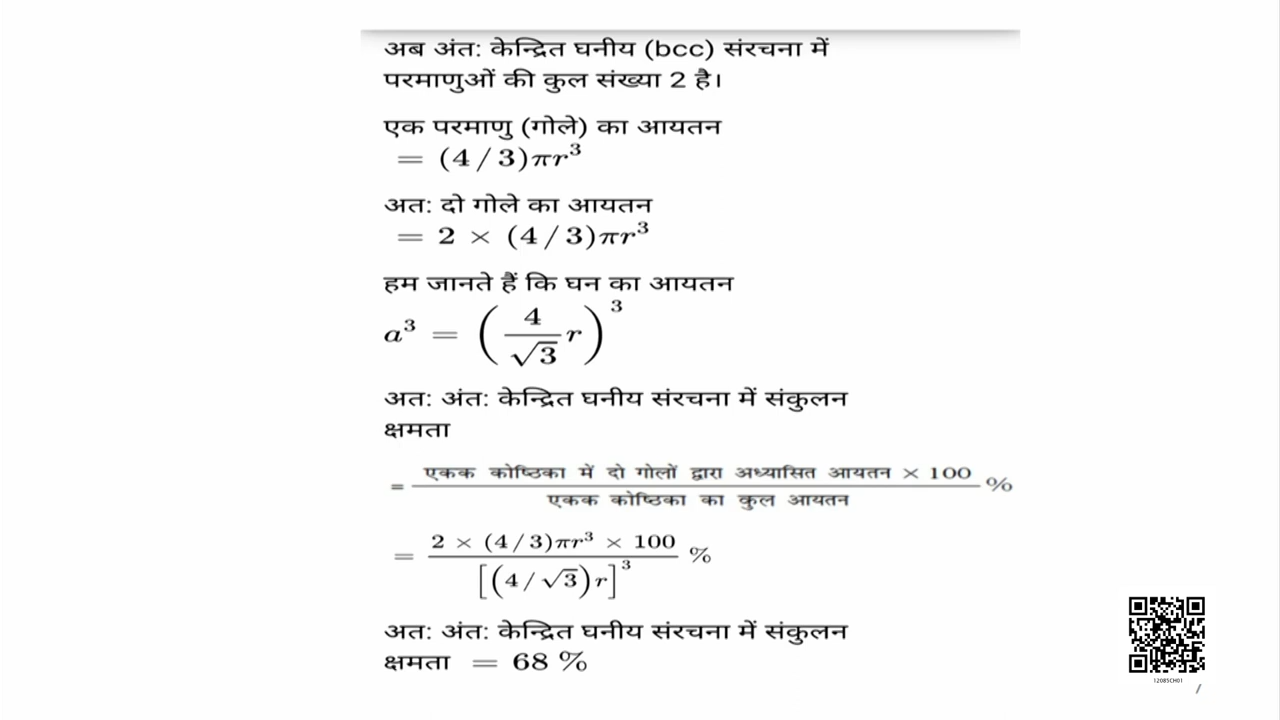 अब अंत: केन्द्रित घनीय (bcc) संरचना में
परमाणुओं की कुल संख्या 2 है।
एक परमाणु (गोले) का आयतन
= (4/3)πr³
अत: दो गोले का आयतन
= 2 × (4/3)πr³
हम जानते हैं कि घन का आयतन
a³ = (4/√3 r)³
अत: अंत: केन्द्रित घनीय संरचना में संकुलन
क्षमता
= एकक कोष्ठिका में दो गोलों द्वारा अध्यासित आयतन × 100 %
एकक कोष्ठिका का कुल आयतन
= 2 × (4/3)πr³ × 100 %
[(4/√3)r]³
अत: अंत: केन्द्रित घनीय संरचना में संकुलन
क्षमता = 68 %
12085CH01